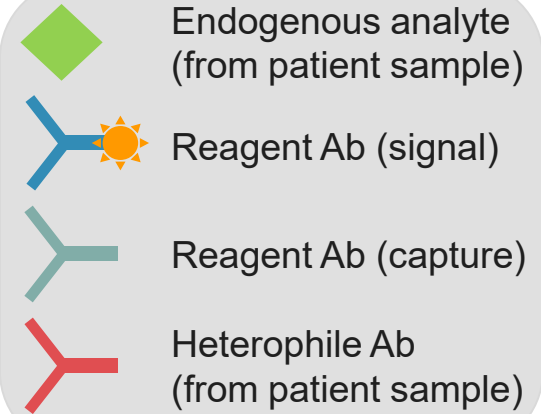 Endogenous analyte
(from patient sample)
Reagent Ab (signal)
Reagent Ab (capture)
Heterophile Ab
(from patient sample)